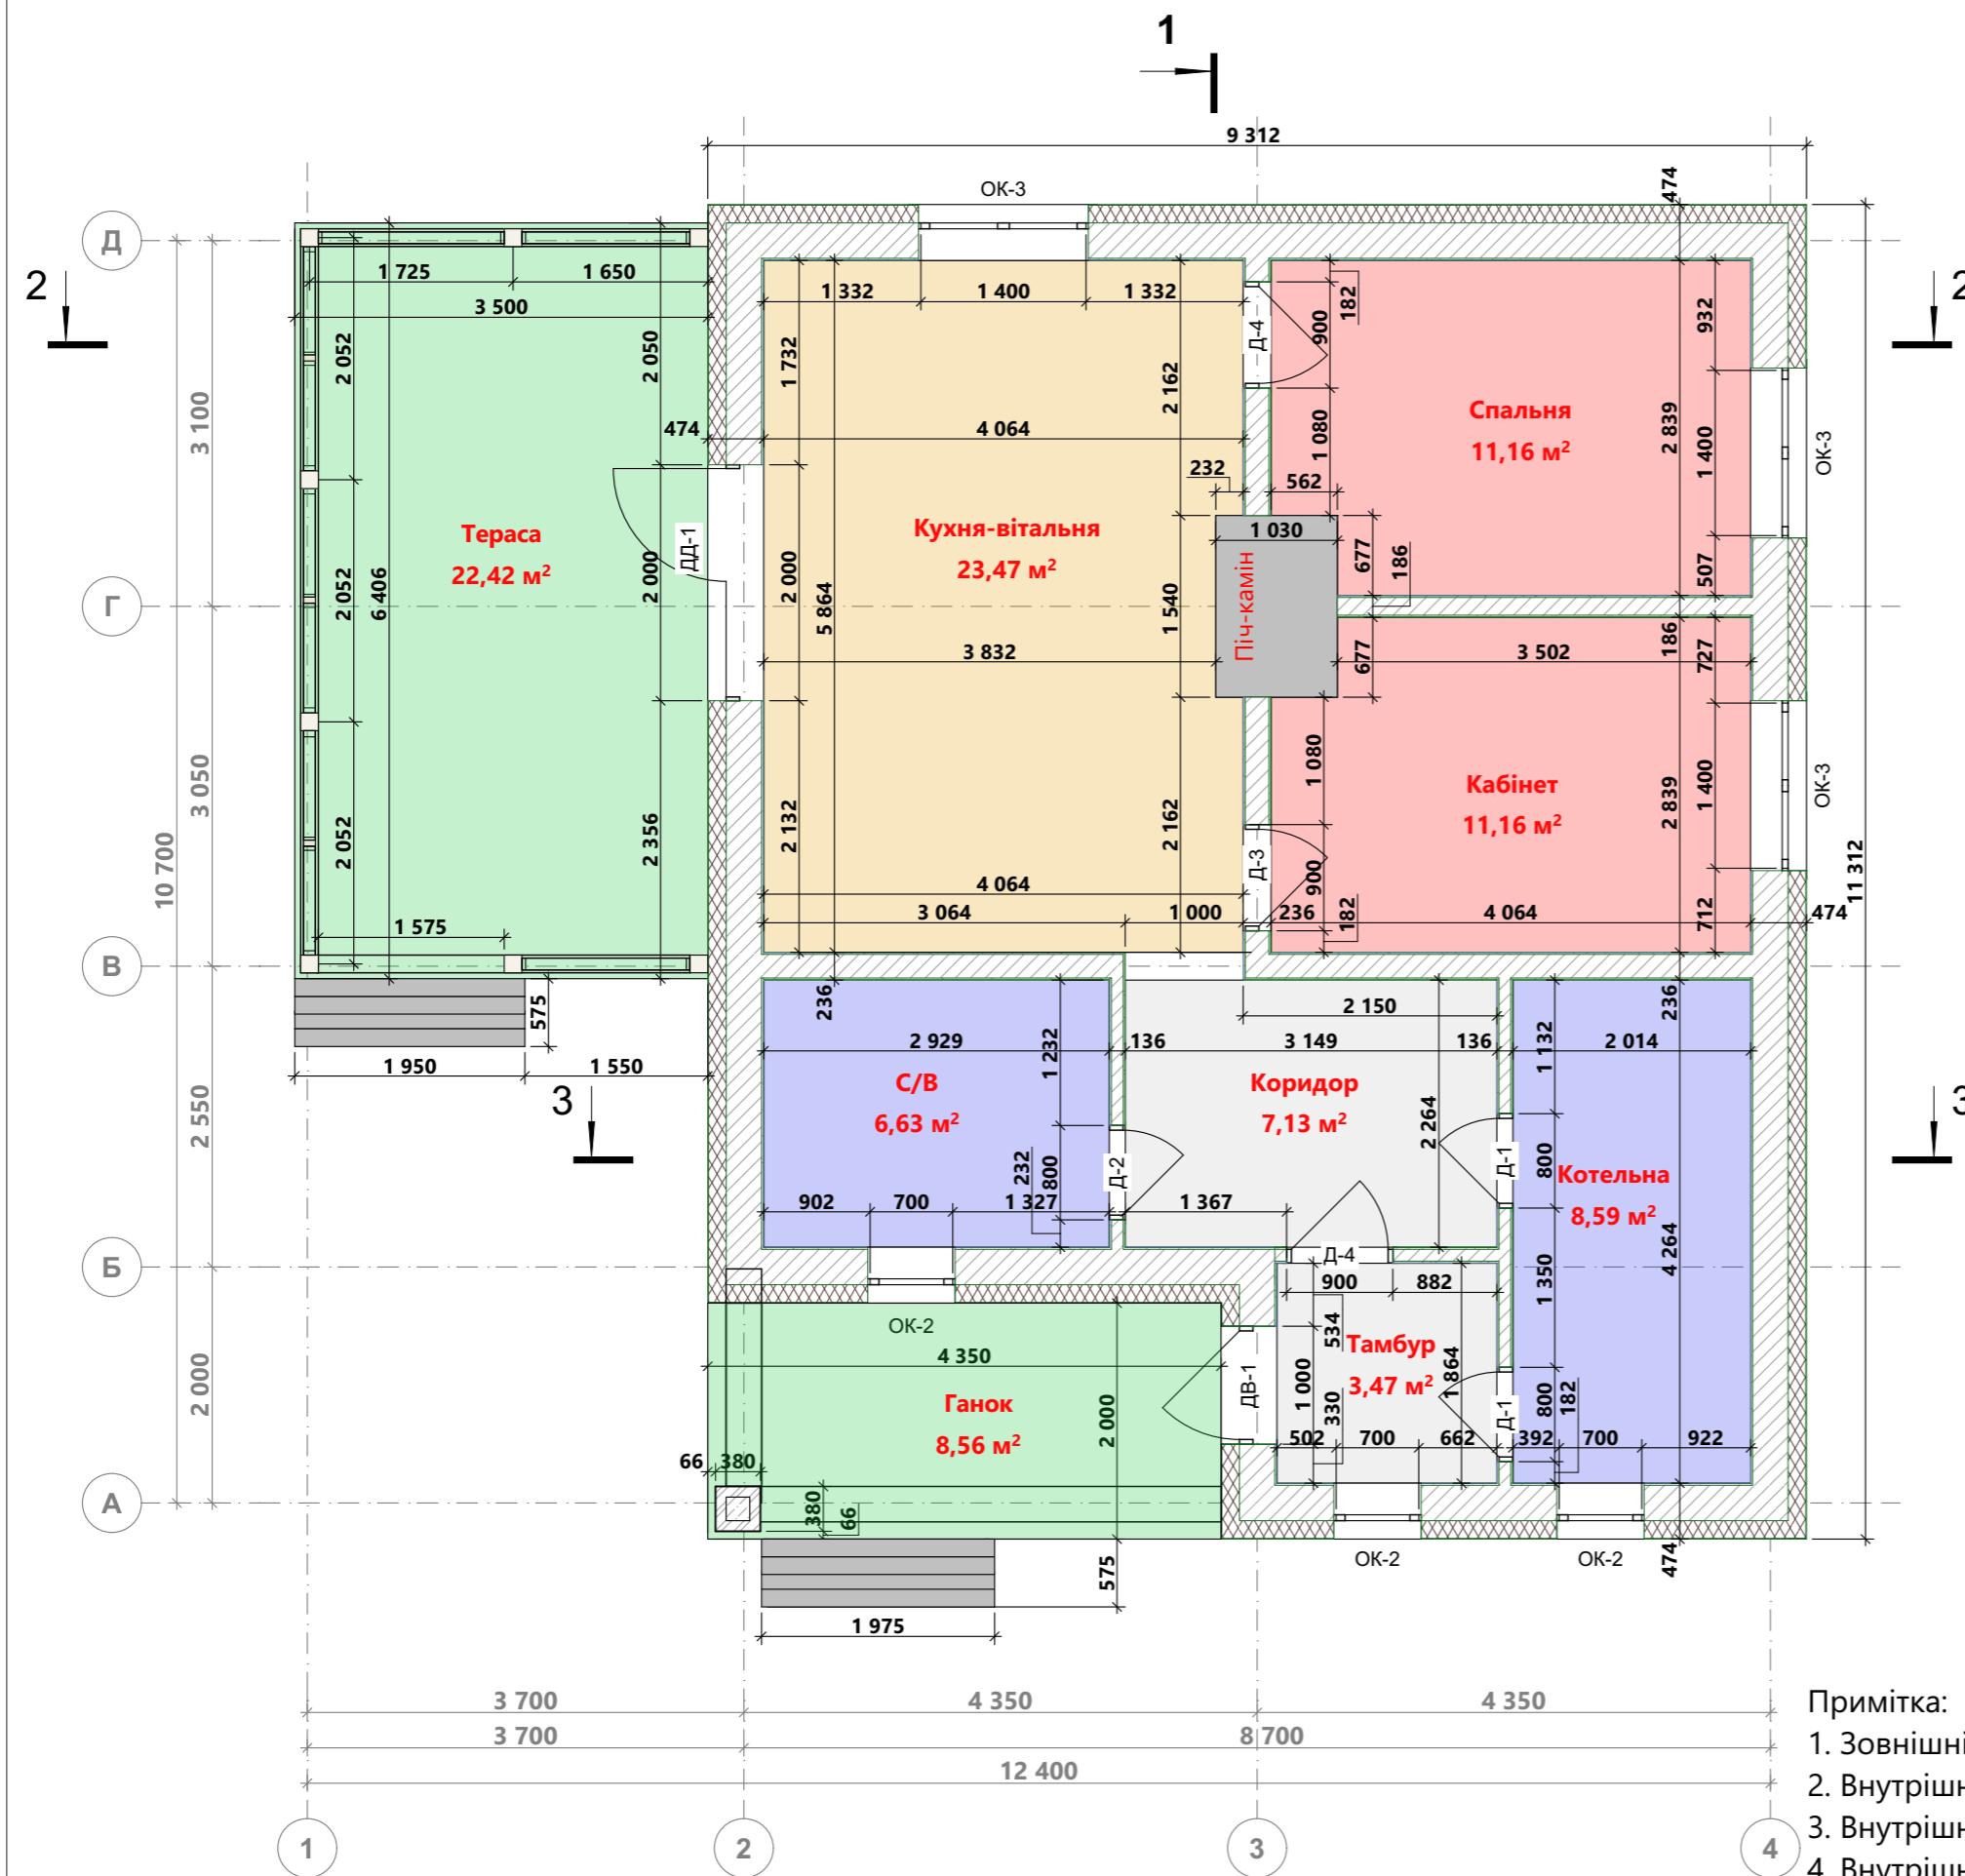 1
9 312
ОК-3
474
Д
2
2
1 725
1 650
3 500
1 332
1 400
1 332
182
900
Д-4
932
2 052
2 050
1 732
2 162
3 100
474
4 064
1 080
Спальня
11,16 м²
2 839
1 400
ОК-3
232
562
Тераса
22,42 м²
ДД-1
Кухня-вітальня
23,47 м²
1 030
677
186
507
Г
2 052
6 406
2 000
2 000
5 864
1 540
Піч-камін
3 832
677
3 502
186
727
3 050
1 080
Кабінет
11,16 м²
2 839
1 400
ОК-3
10 700
2 052
2 356
2 132
2 162
Д-3
900
11 312
4 064
3 064
1 000
236
182
4 064
712
474
1 575
В
236
236
575
2 150
2 929
1 232
136
3 149
136
1 132
2 014
1 950
1 550
3
3
2 550
С/В
6,63 м²
Коридор
7,13 м²
2 264
Д-1
800
Котельна
8,59 м²
232
800
Д-2
902
700
1 327
1 367
4 264
Б
Д-4
900
882
1 350
ОК-2
4 350
534
Тамбур
3,47 м²
1 864
2 000
Ганок
8,56 м²
2 000
ДВ-1
1 000
330
Д-1
800
182
66
380
502
700
662
392
700
922
А
380
66
ОК-2
ОК-2
474
575
1 975
3 700
4 350
4 350
3 700
8 700
12 400
Примітка:
1. Зовнішні
2. Внутрішн
3. Внутрішн
4. Внутрішн
1
2
3
4